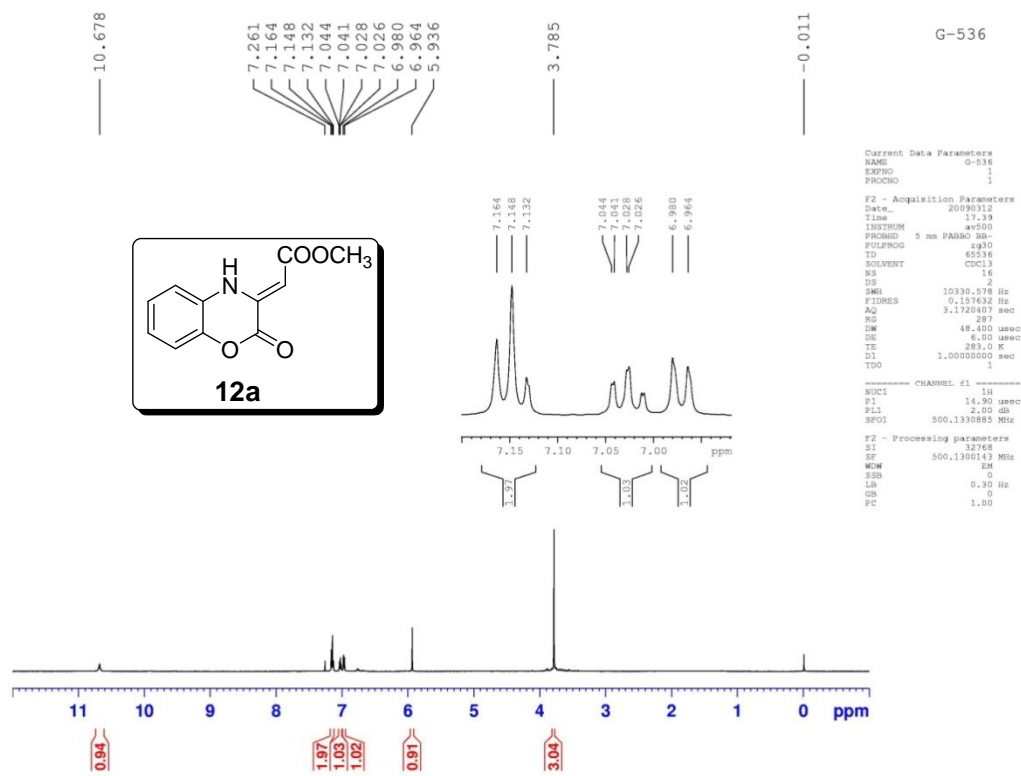 10.678
7.261
7.164
7.148
7.132
7.044
7.041
7.028
7.026
6.980
6.964
5.936
3.785
-0.011
G-536
Current Data Parameters
NAME G-536
EXPNO 1
PROCNO 1
F2 - Acquisition Parameters
Date_ 20090312
Time 17.39
INSTRUM av500
PROBHD 5 mm PABBO BB-
PULPROG zg30
TD 65536
SOLVENT CDCl3
NS 16
DS 2
SWH 10330.578 Hz
FIDRES 0.157632 Hz
AQ 3.1720407 sec
RG 287
DW 48.400 usec
DE 6.00 usec
TE 283.0 K
D1 1.00000000 sec
TD0 1
======== CHANNEL f1 ========
NUC1 1H
P1 14.90 usec
PL1 2.00 dB
SFO1 500.1330885 MHz
F2 - Processing parameters
SI 32768
SF 500.1300143 MHz
WDW EM
SSB 0
LB 0.30 Hz
GB 0
PC 1.00
7.164
7.148
7.132
7.044
7.041
7.028
7.026
6.980
6.964
COOCH3
H
N
O
O
12a
7.15 7.10 7.05 7.00 ppm
1.97
1.03
1.02
11 10 9 8 7 6 5 4 3 2 1 0 ppm
0.94
1.97
1.03
1.02
0.91
3.04